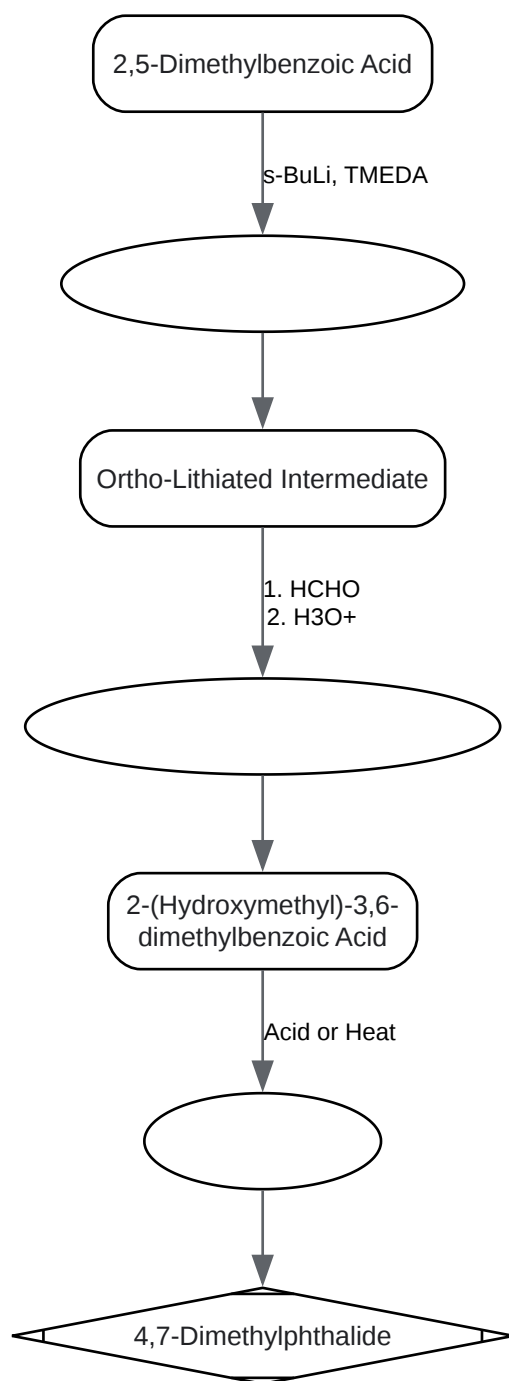 2,5-Dimethylbenzoic Acid
s-BuLi, TMEDA
Ortho-Lithiated Intermediate
1. HCHO
2. H3O+
2-(Hydroxymethyl)-3,6-
dimethylbenzoic Acid
Acid or Heat
4,7-Dimethylphthalide